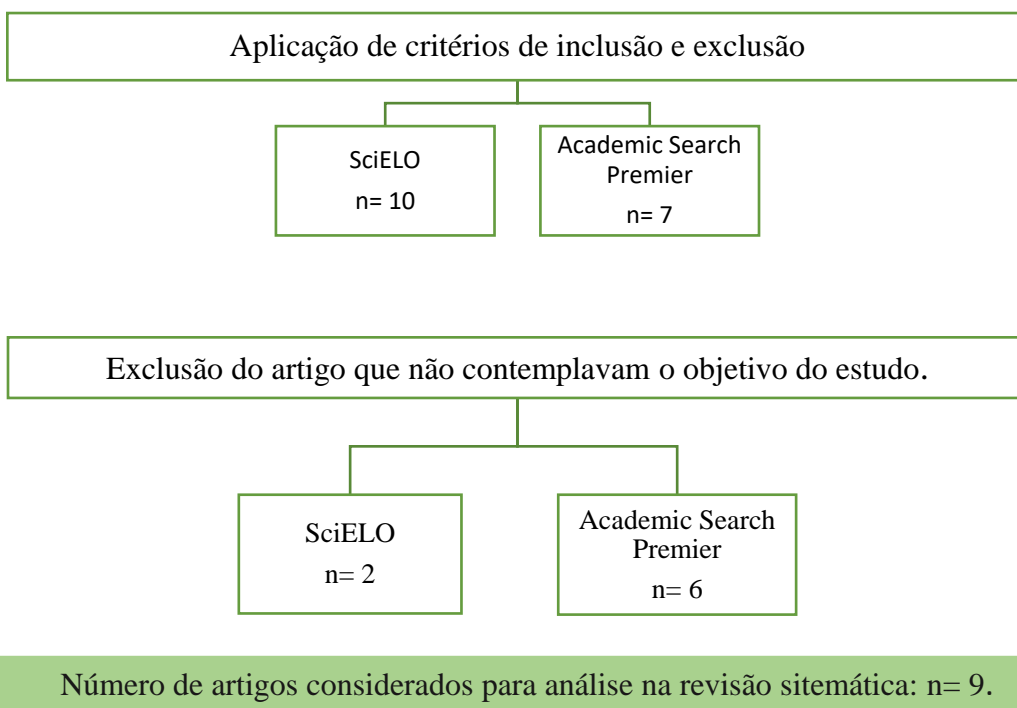 Aplicação de critérios de inclusão e exclusão
SciELO
n= 10
Academic Search
Premier
n= 7
Exclusão do artigo que não contemplavam o objetivo do estudo.
SciELO
n= 2
Academic Search
Premier
n= 6
Número de artigos considerados para análise na revisão sitemática: n= 9.